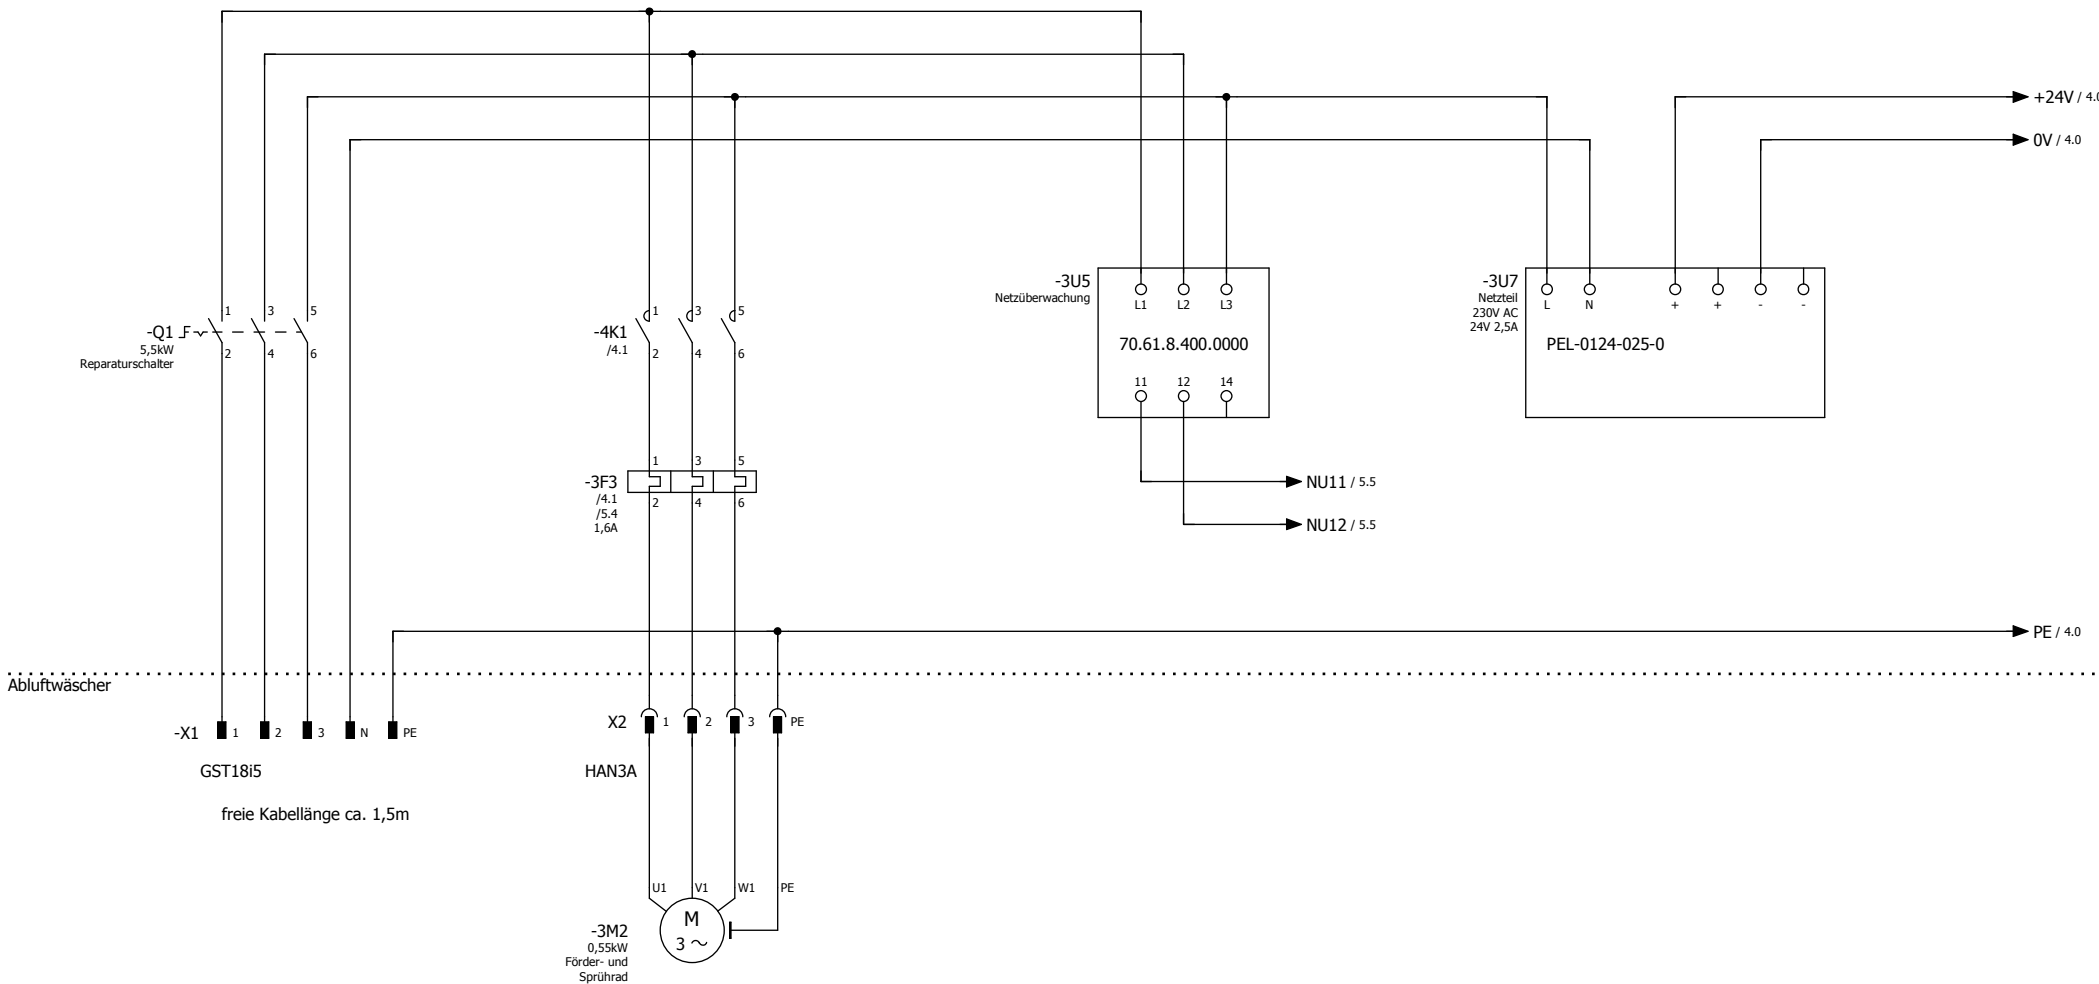 +24V / 4.0
0V / 4.0
-Q1
5,5kW
Reparaturschalter
1
2
3
4
5
6
-4K1
/4.1
1
2
3
4
5
6
-3U5
Netzüberwachung
L1
L2
L3
70.61.8.400.0000
11
12
14
-3U7
Netzteil
230V AC
24V 2,5A
L
N
+
+
-
-
PEL-0124-025-0
-3F3
/4.1
/5.4
1,6A
1
2
3
4
5
6
NU11 / 5.5
NU12 / 5.5
PE / 4.0
Abluftwäscher
-X1
1
2
3
N
PE
GST18i5
freie Kabellänge ca. 1,5m
X2
1
2
3
PE
HAN3A
U1
V1
W1
PE
M
3 ~
-3M2
0,55kW
Förder- und
Sprührad